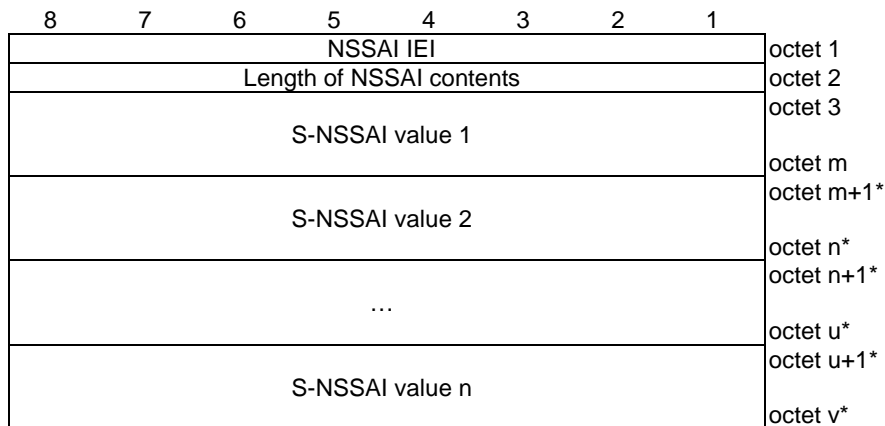 8 7 6 5 4 3 2 1
NSSAI IEI octet 1
Length of NSSAI contents octet 2
octet 3
S-NSSAI value 1
octet m
octet m+1*
S-NSSAI value 2
octet n*
octet n+1*
…
octet u*
octet u+1*
S-NSSAI value n
octet v*